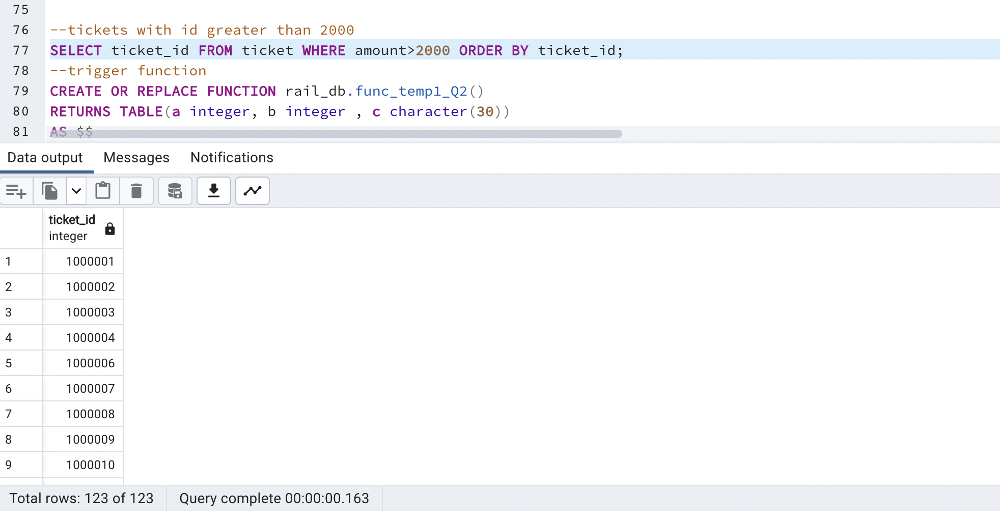 75
76 --tickets with id greater than 2000
77 SELECT ticket_id FROM ticket WHERE amount>2000 ORDER BY ticket_id;
78 --trigger function
79 CREATE OR REPLACE FUNCTION rail_db.func_temp1_Q2()
80 RETURNS TABLE(a integer, b integer , c character(30))
81 AS $$
Data output Messages Notifications
ticket_id
integer
1 1000001
2 1000002
3 1000003
4 1000004
5 1000006
6 1000007
7 1000008
8 1000009
9 1000010
Total rows: 123 of 123 Query complete 00:00:00.163